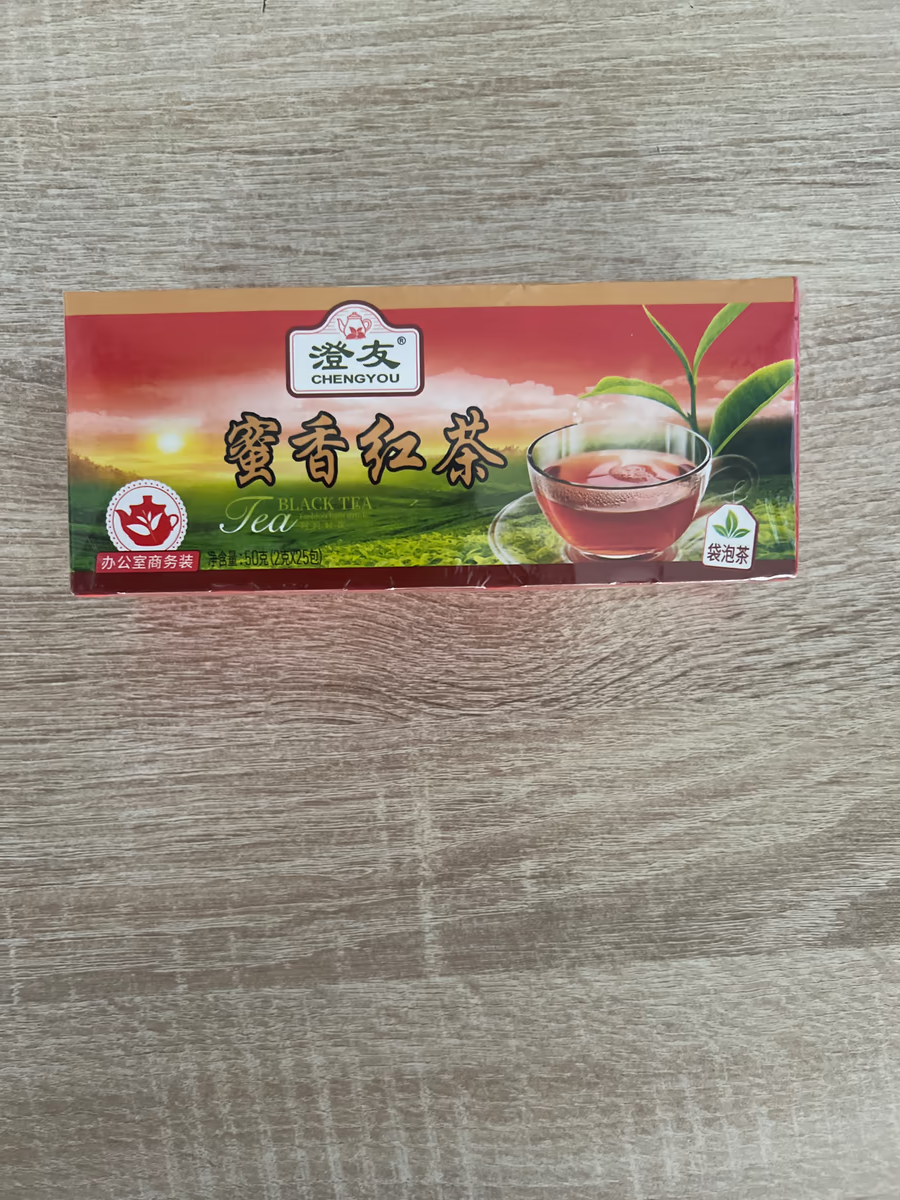 澄友®
CHENGYOU
蜜香红茶
Tea
BLACK TEA
办公室商务装
净含量:50克(2克X25包)
袋泡茶